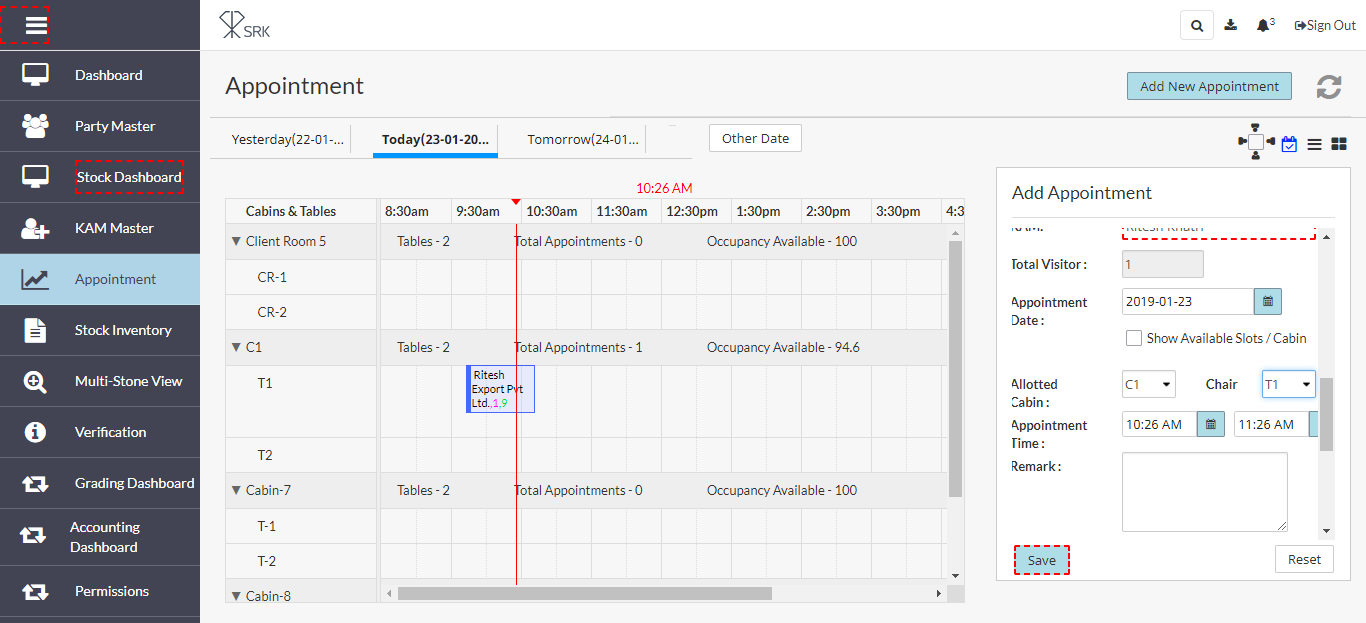 SRK
3
Sign Out
Dashboard
Party Master
Stock Dashboard
KAM Master
Appointment
Stock Inventory
Multi-Stone View
Verification
Grading Dashboard
Accounting
Dashboard
Permissions
Appointment
Add New Appointment
Yesterday(22-01-...
Today(23-01-20...
Tomorrow(24-01...
Other Date
10:26 AM
Cabins & Tables 8:30am 9:30am 10:30am 11:30am 12:30pm 1:30pm 2:30pm 3:30pm 4:3
Client Room 5 Tables - 2 Total Appointments - 0 Occupancy Available - 100
CR-1
CR-2
C1 Tables - 2 Total Appointments - 1 Occupancy Available - 94.6
T1
Ritesh
Export Pvt
Ltd.,1,9
T2
Cabin-7 Tables - 2 Total Appointments - 0 Occupancy Available - 100
T-1
T-2
Cabin-8
Add Appointment
Total Visitor : 1
Appointment
Date :
2019-01-23
Show Available Slots / Cabin
Allotted
Cabin :
C1 Chair T1
Appointment
Time :
10:26 AM 11:26 AM
Remark :
Save Reset